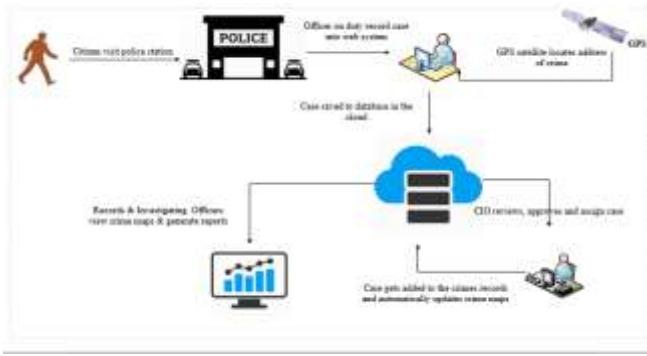 Citizen visit police station
POLICE
Officer on duty record case
into web system
GPS
GPS satellite locates address
of crime
Case saved to database in the
cloud
Records & Investigating Officers
view crime maps & generate reports
CIO reviews, approves and assign case
Case gets added to the crimes records
and automatically updates crime maps